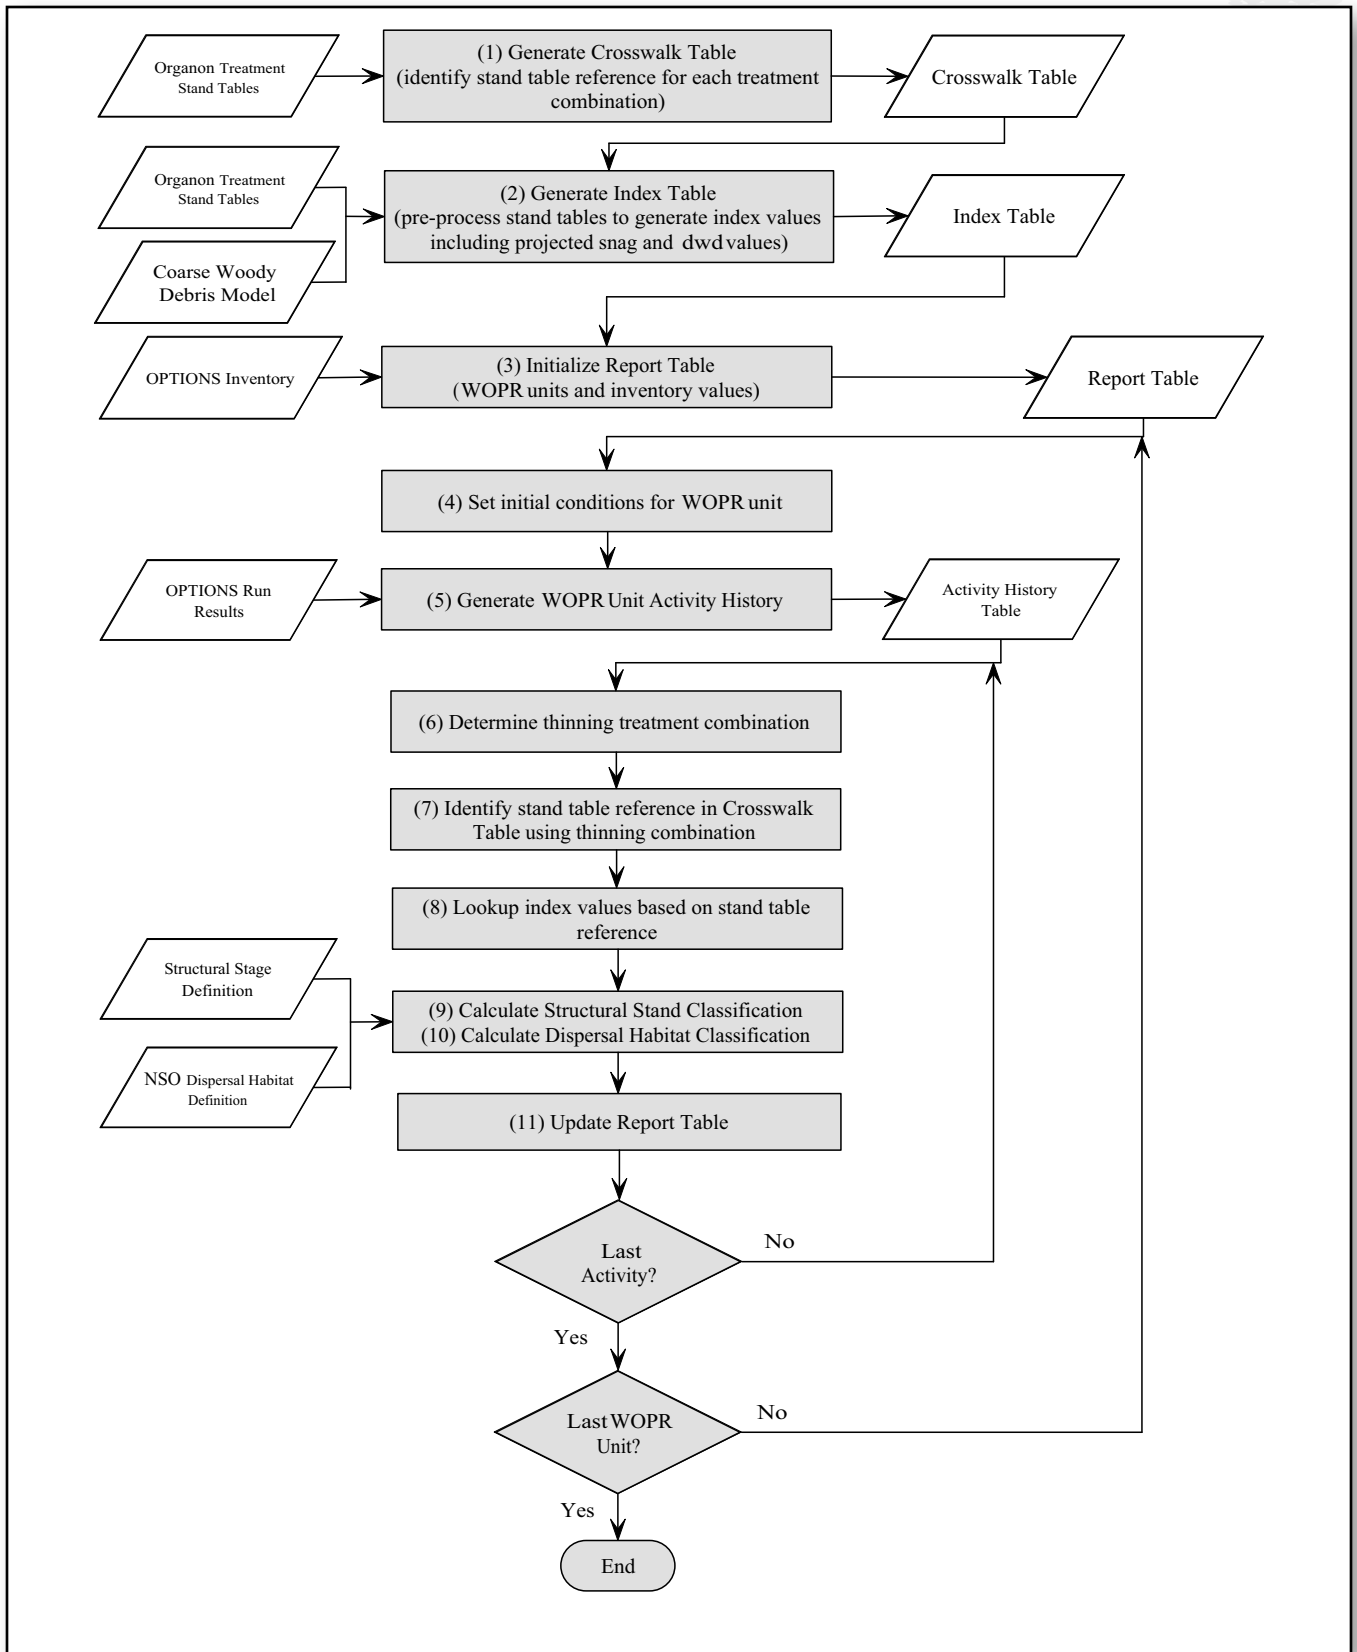 Organon Treatment
Stand Tables
(1) Generate Crosswalk Table
(identify stand table reference for each treatment
combination)
Crosswalk Table
Organon Treatment
Stand Tables
Coarse Woody
Debris Model
(2) Generate Index Table
(pre-process stand tables to generate index values
including projected snag and dwd values)
Index Table
OPTIONS Inventory
(3) Initialize Report Table
(WOPR units and inventory values)
Report Table
(4) Set initial conditions for WOPR unit
OPTIONS Run
Results
(5) Generate WOPR Unit Activity History
Activity History
Table
(6) Determine thinning treatment combination
(7) Identify stand table reference in Crosswalk
Table using thinning combination
(8) Lookup index values based on stand table
reference
Structural Stage
Definition
NSO Dispersal Habitat
Definition
(9) Calculate Structural Stand Classification
(10) Calculate Dispersal Habitat Classification
(11) Update Report Table
Last
Activity?
No
Yes
Last WOPR
Unit?
No
Yes
End